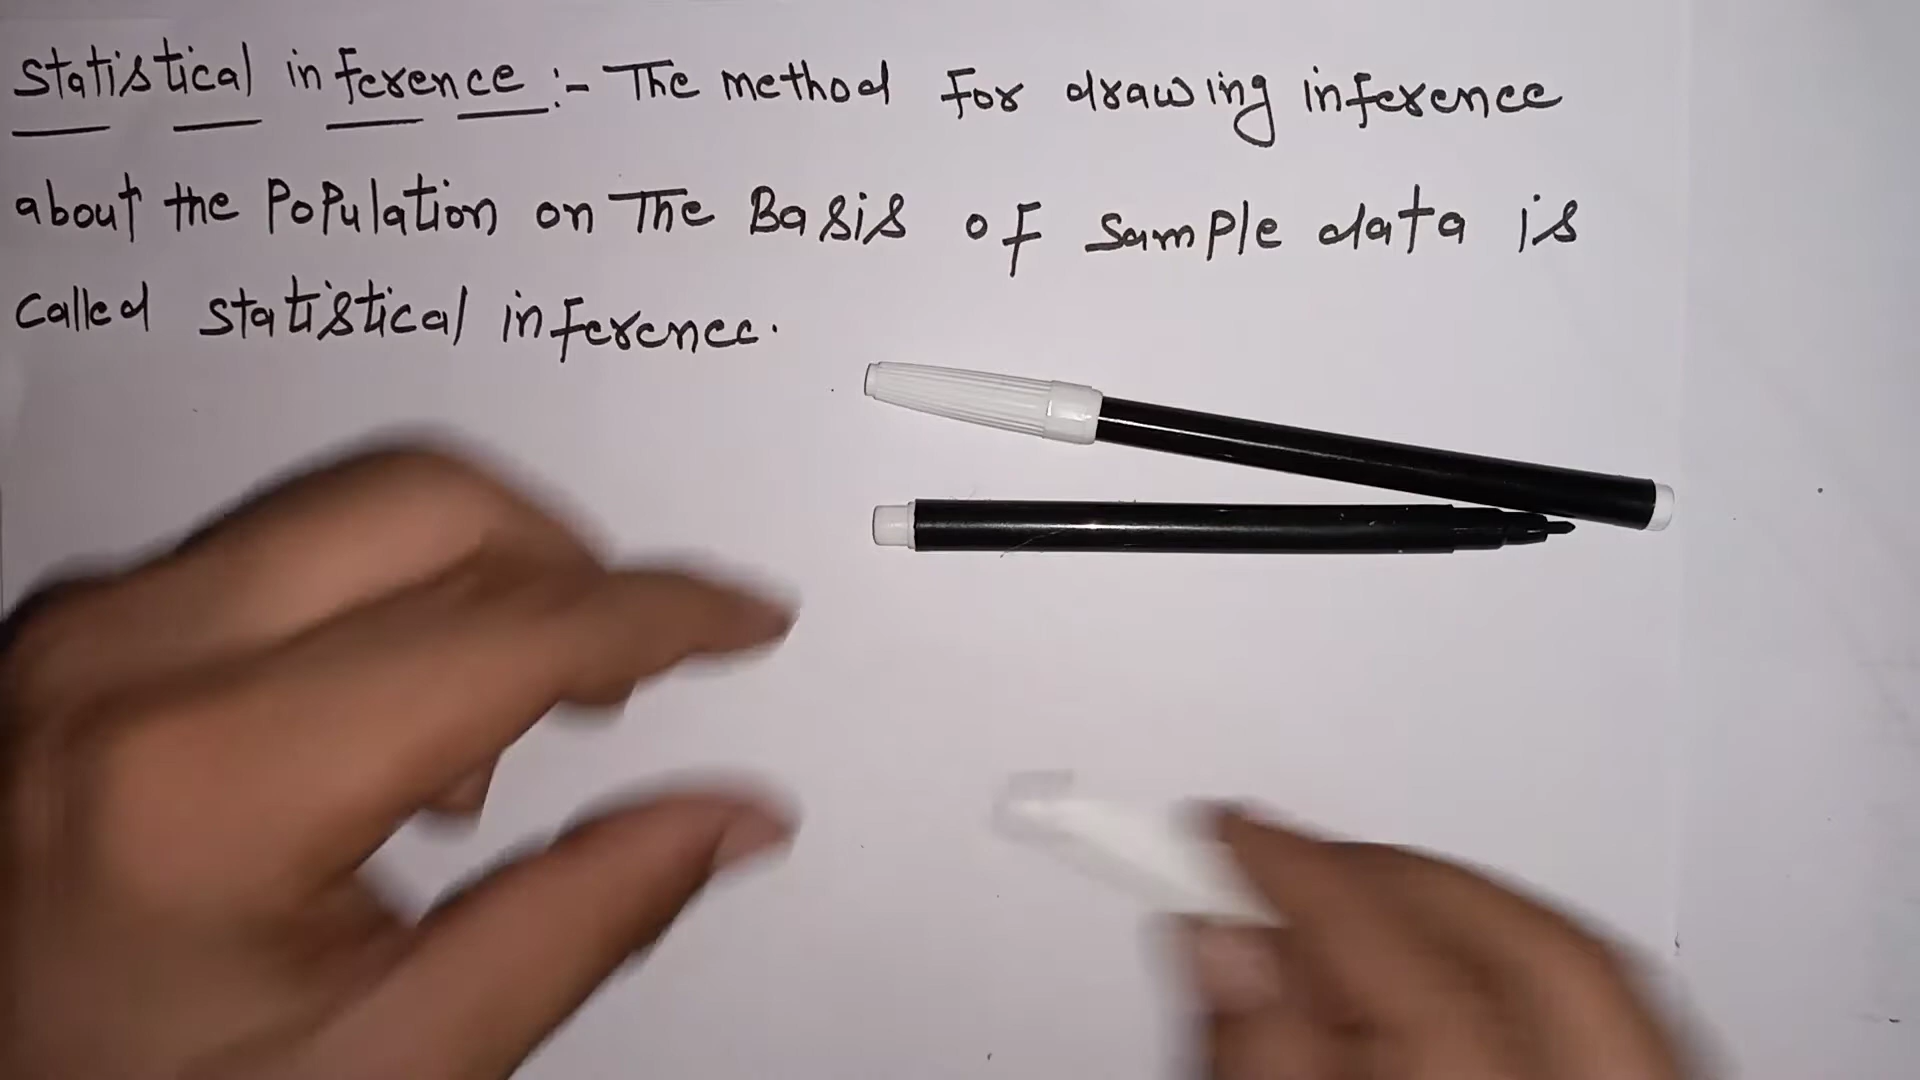 Statistical inference :- The method For drawing inference
about the Population on The Basis of sample data is
called statistical inference.